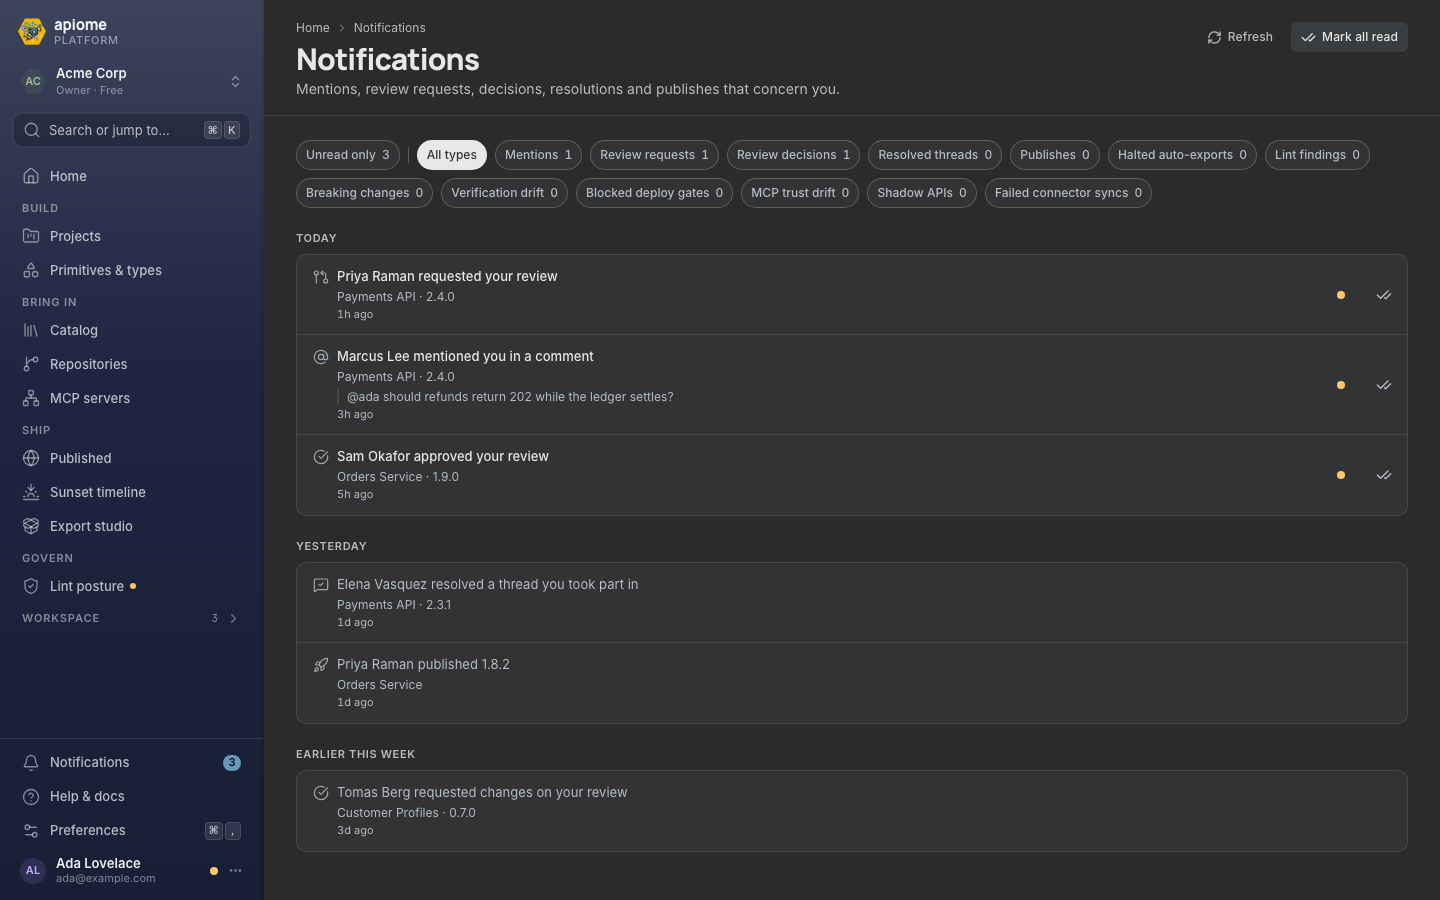 apiome
PLATFORM
AC
Acme Corp
Owner · Free
Search or jump to...
⌘ K
Home
BUILD
Projects
Primitives & types
BRING IN
Catalog
Repositories
MCP servers
SHIP
Published
Sunset timeline
Export studio
GOVERN
Lint posture
WORKSPACE 3
Notifications 3
Help & docs
Preferences ⌘ ,
AL
Ada Lovelace
ada@example.com
Home > Notifications
Notifications
Mentions, review requests, decisions, resolutions and publishes that concern you.
Refresh
Mark all read
Unread only 3 | All types Mentions 1 Review requests 1 Review decisions 1 Resolved threads 0 Publishes 0 Halted auto-exports 0 Lint findings 0
Breaking changes 0 Verification drift 0 Blocked deploy gates 0 MCP trust drift 0 Shadow APIs 0 Failed connector syncs 0
TODAY
Priya Raman requested your review
Payments API · 2.4.0
1h ago
Marcus Lee mentioned you in a comment
Payments API · 2.4.0
@ada should refunds return 202 while the ledger settles?
3h ago
Sam Okafor approved your review
Orders Service · 1.9.0
5h ago
YESTERDAY
Elena Vasquez resolved a thread you took part in
Payments API · 2.3.1
1d ago
Priya Raman published 1.8.2
Orders Service
1d ago
EARLIER THIS WEEK
Tomas Berg requested changes on your review
Customer Profiles · 0.7.0
3d ago